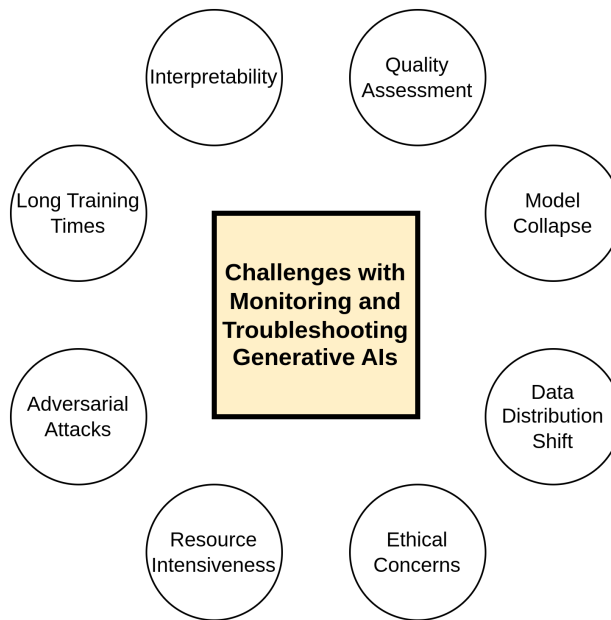 Interpretability
Quality
Assessment
Long Training
Times
Model
Collapse
Challenges with
Monitoring and
Troubleshooting
Generative AIs
Adversarial
Attacks
Data
Distribution
Shift
Resource
Intensiveness
Ethical
Concerns